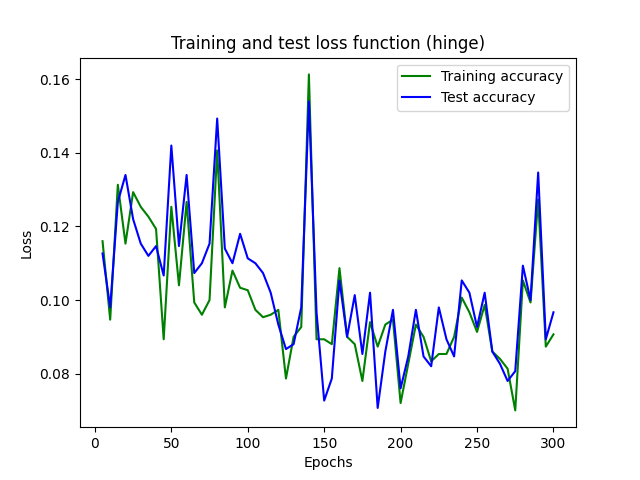 Training and test loss function (hinge)
Training accuracy
Test accuracy
0.16
0.14
0.12
0.10
0.08
Loss
0
50
100
150
200
250
300
Epochs